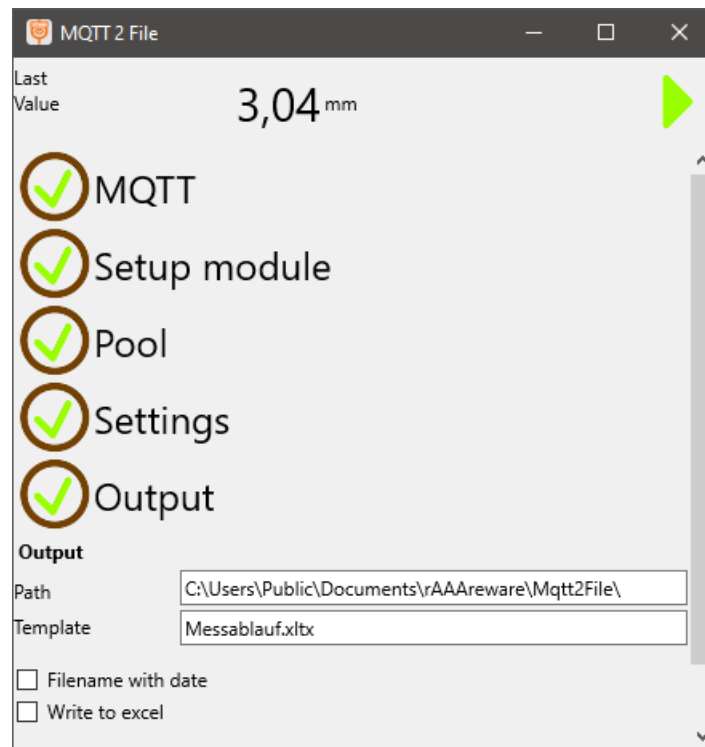 MQTT 2 File
Last
Value
3,04 mm
MQTT
Setup module
Pool
Settings
Output
Output
Path C:\Users\Public\Documents\rAAAreware\Mqtt2File\
Template Messablauf.xltx
Filename with date
Write to excel